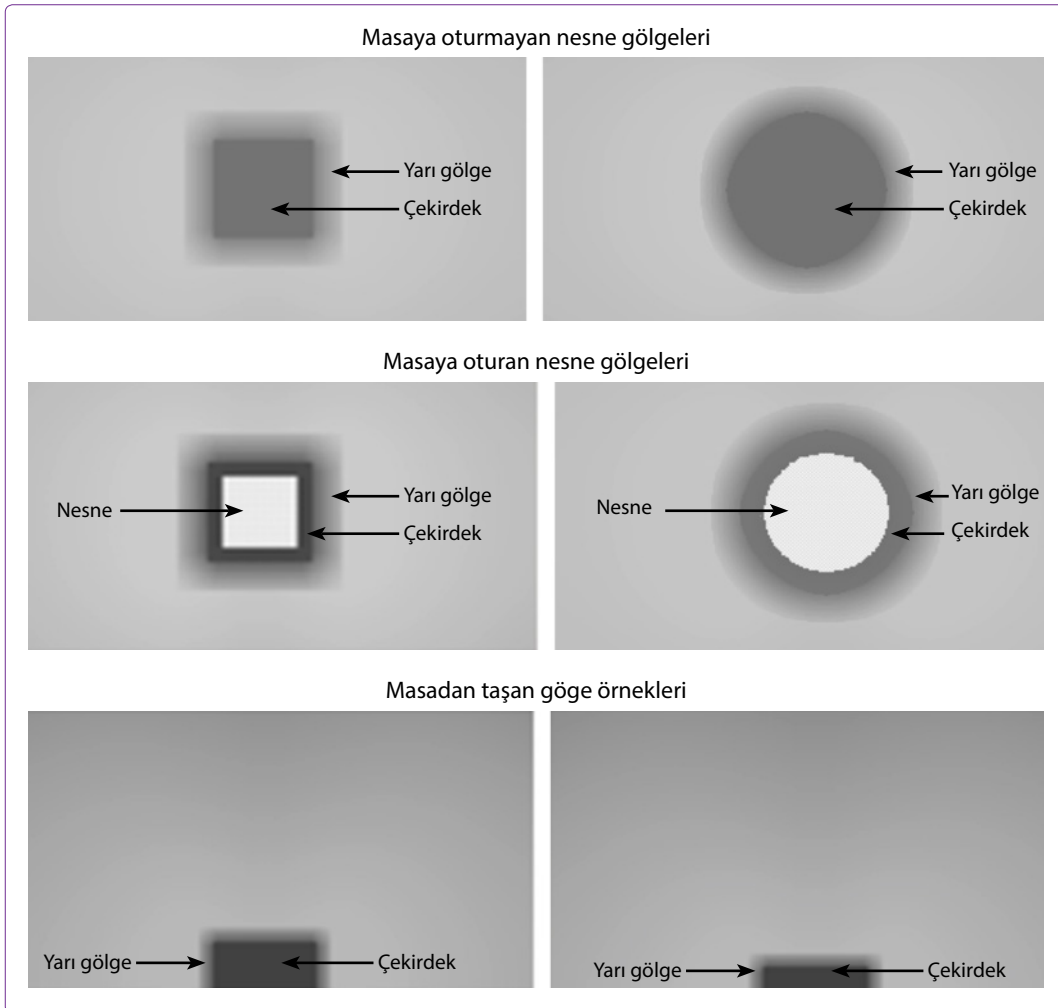 Masaya oturmayan nesne gölgeleri
Yarı gölge
Çekirdek
Yarı gölge
Çekirdek
Masaya oturan nesne gölgeleri
Nesne
Yarı gölge
Çekirdek
Nesne
Yarı gölge
Çekirdek
Masadan taşan göge örnekleri
Yarı gölge
Çekirdek
Yarı gölge
Çekirdek